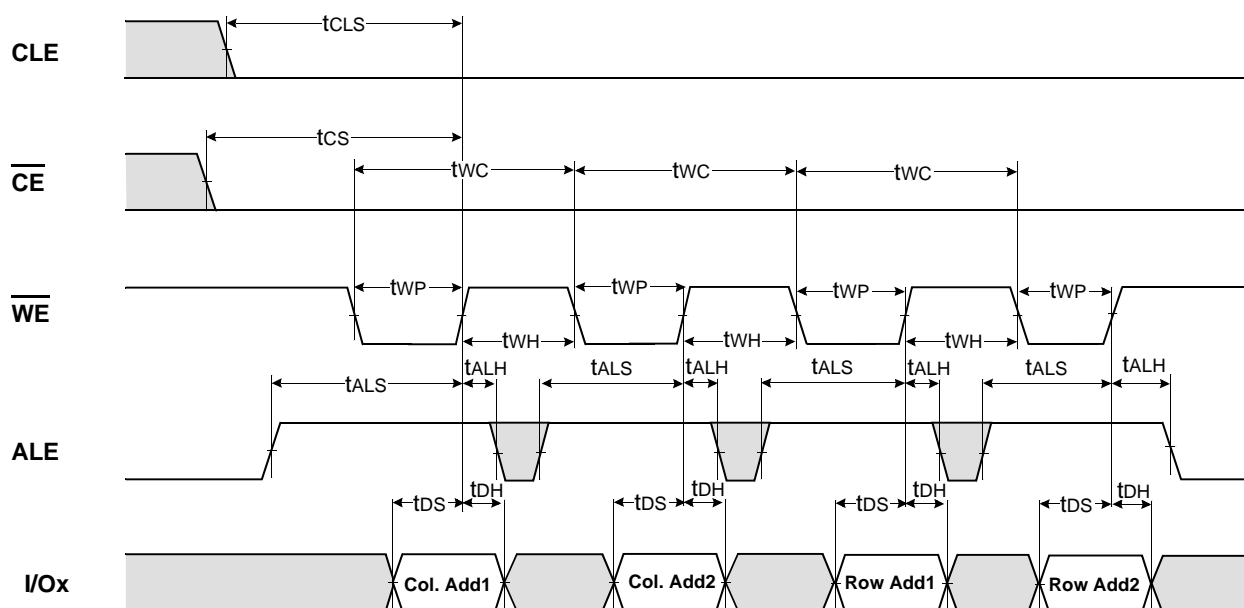 CLE
tCLS
CE
tCS
tWC tWC tWC
WE
tWP tWP tWP tWP
tWH tWH tWH
ALE
tALS tALH tALS tALH tALS tALH tALS tALH
tDS tDH tDS tDH tDS tDH tDS tDH
I/Ox
Col. Add1 Col. Add2 Row Add1 Row Add2